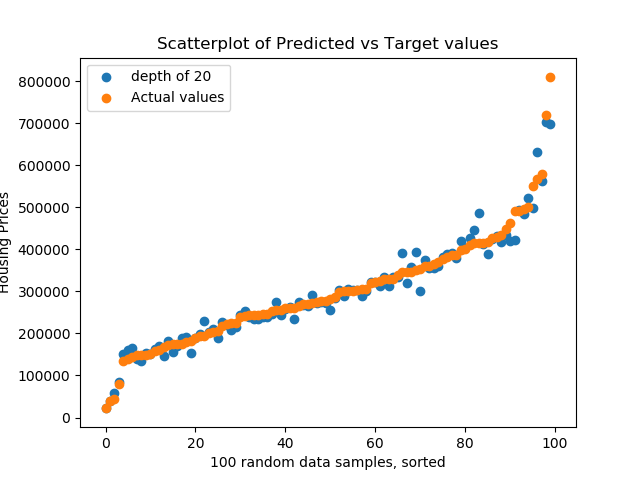 Scatterplot of Predicted vs Target values
depth of 20
Actual values
800000
700000
600000
500000
400000
300000
200000
100000
0
Housing Prices
0 20 40 60 80 100
100 random data samples, sorted